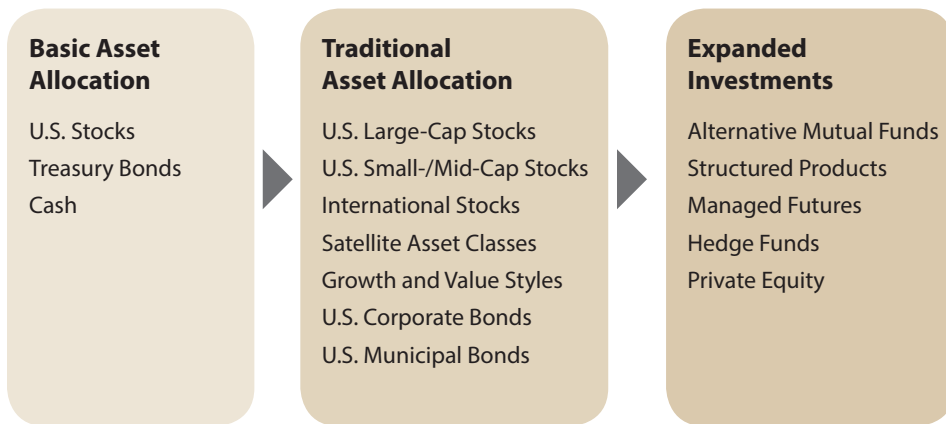 Basic Asset
Allocation
U.S. Stocks
Treasury Bonds
Cash
Traditional
Asset Allocation
U.S. Large-Cap Stocks
U.S. Small-/Mid-Cap Stocks
International Stocks
Satellite Asset Classes
Growth and Value Styles
U.S. Corporate Bonds
U.S. Municipal Bonds
Expanded
Investments
Alternative Mutual Funds
Structured Products
Managed Futures
Hedge Funds
Private Equity